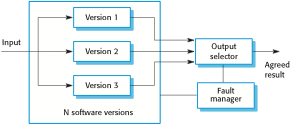 Version 1
Input
Version 2
Output
selector
Agreed
result
Version 3
Fault
manager
N software versions